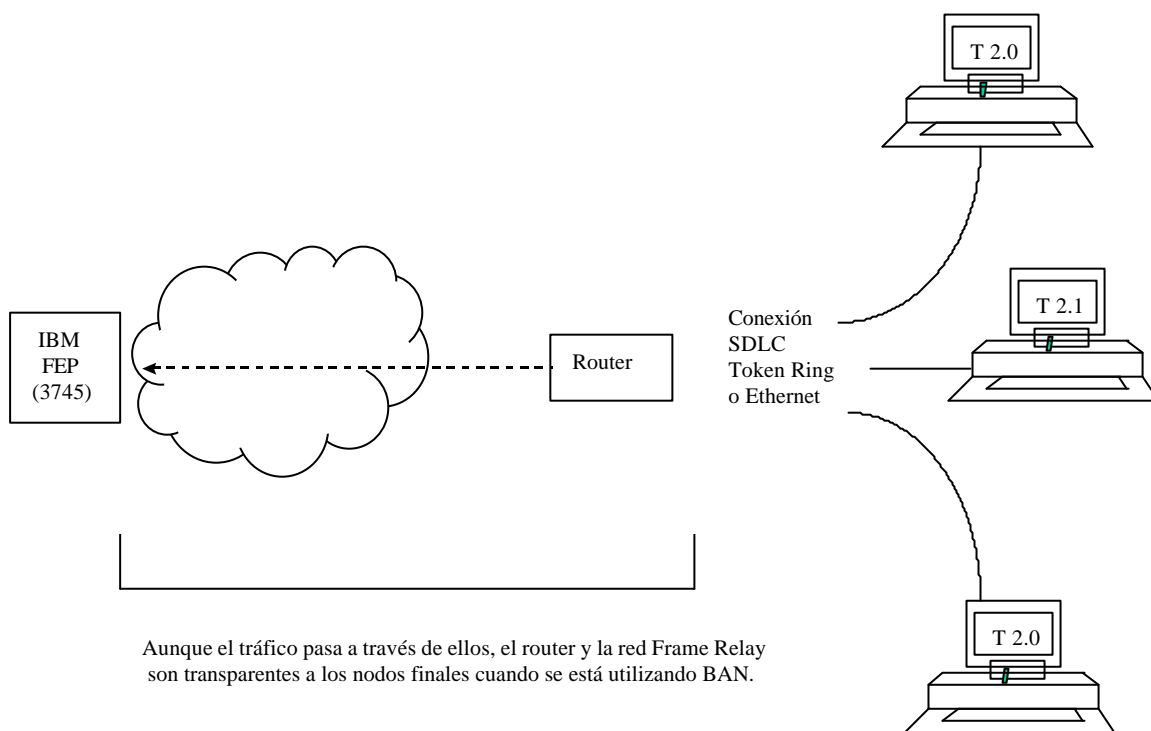 T 2.0
T 2.1
IBM
FEP
(3745)
Router
Conexión
SDLC
Token Ring
o Ethernet
T 2.0
Aunque el tráfico pasa a través de ellos, el router y la red Frame Relay
son transparentes a los nodos finales cuando se está utilizando BAN.